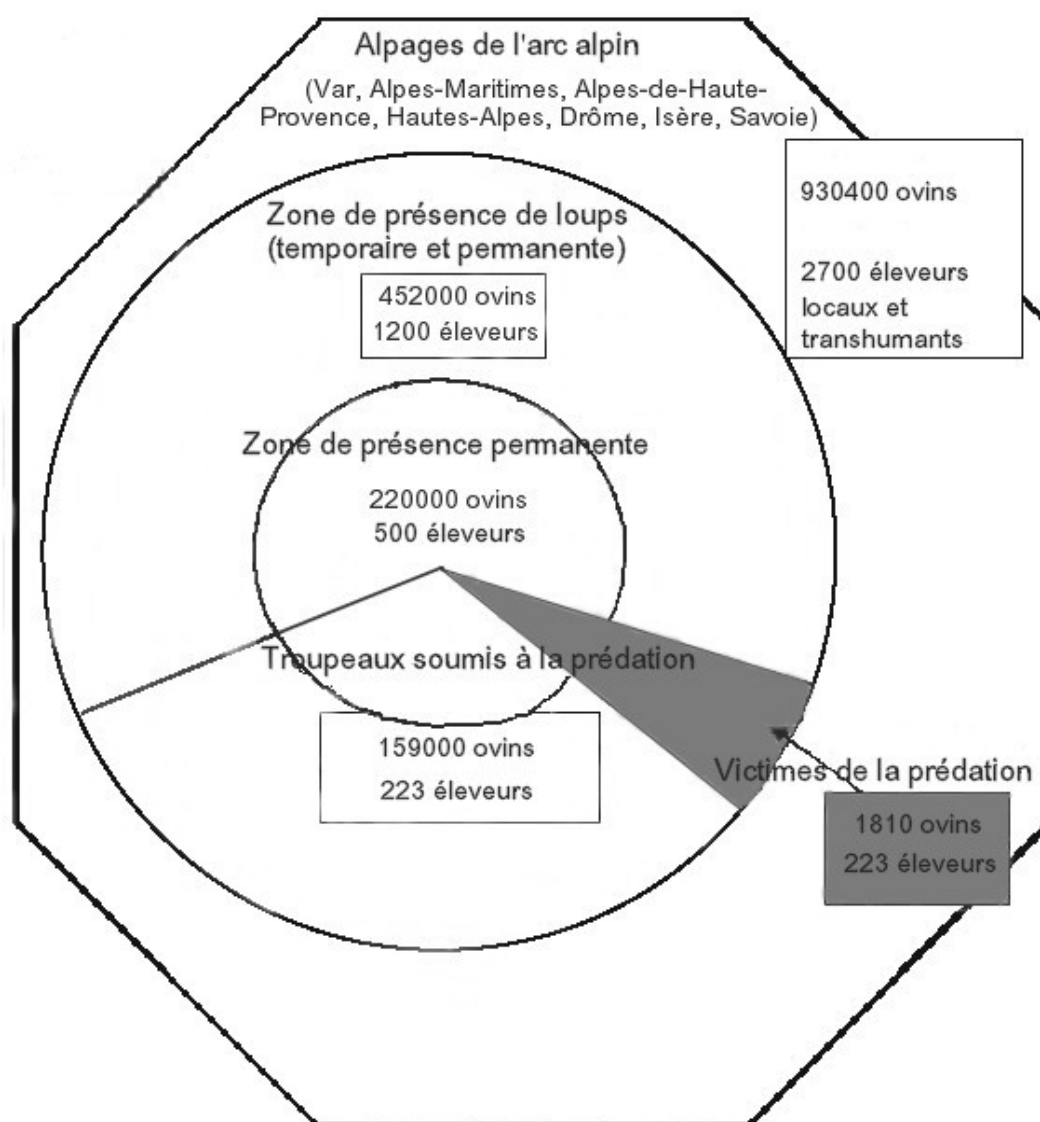 Alpages de l'arc alpin
(Var, Alpes-Maritimes, Alpes-de-Haute-
Provence, Hautes-Alpes, Drôme, Isère, Savoie)
930400 ovins
2700 éleveurs
locaux et
transhumants
Zone de présence de loups
(temporaire et permanente)
452000 ovins
1200 éleveurs
Zone de présence permanente
220000 ovins
500 éleveurs
Troupeaux soumis à la prédation
159000 ovins
223 éleveurs
Victimes de la prédation
1810 ovins
223 éleveurs